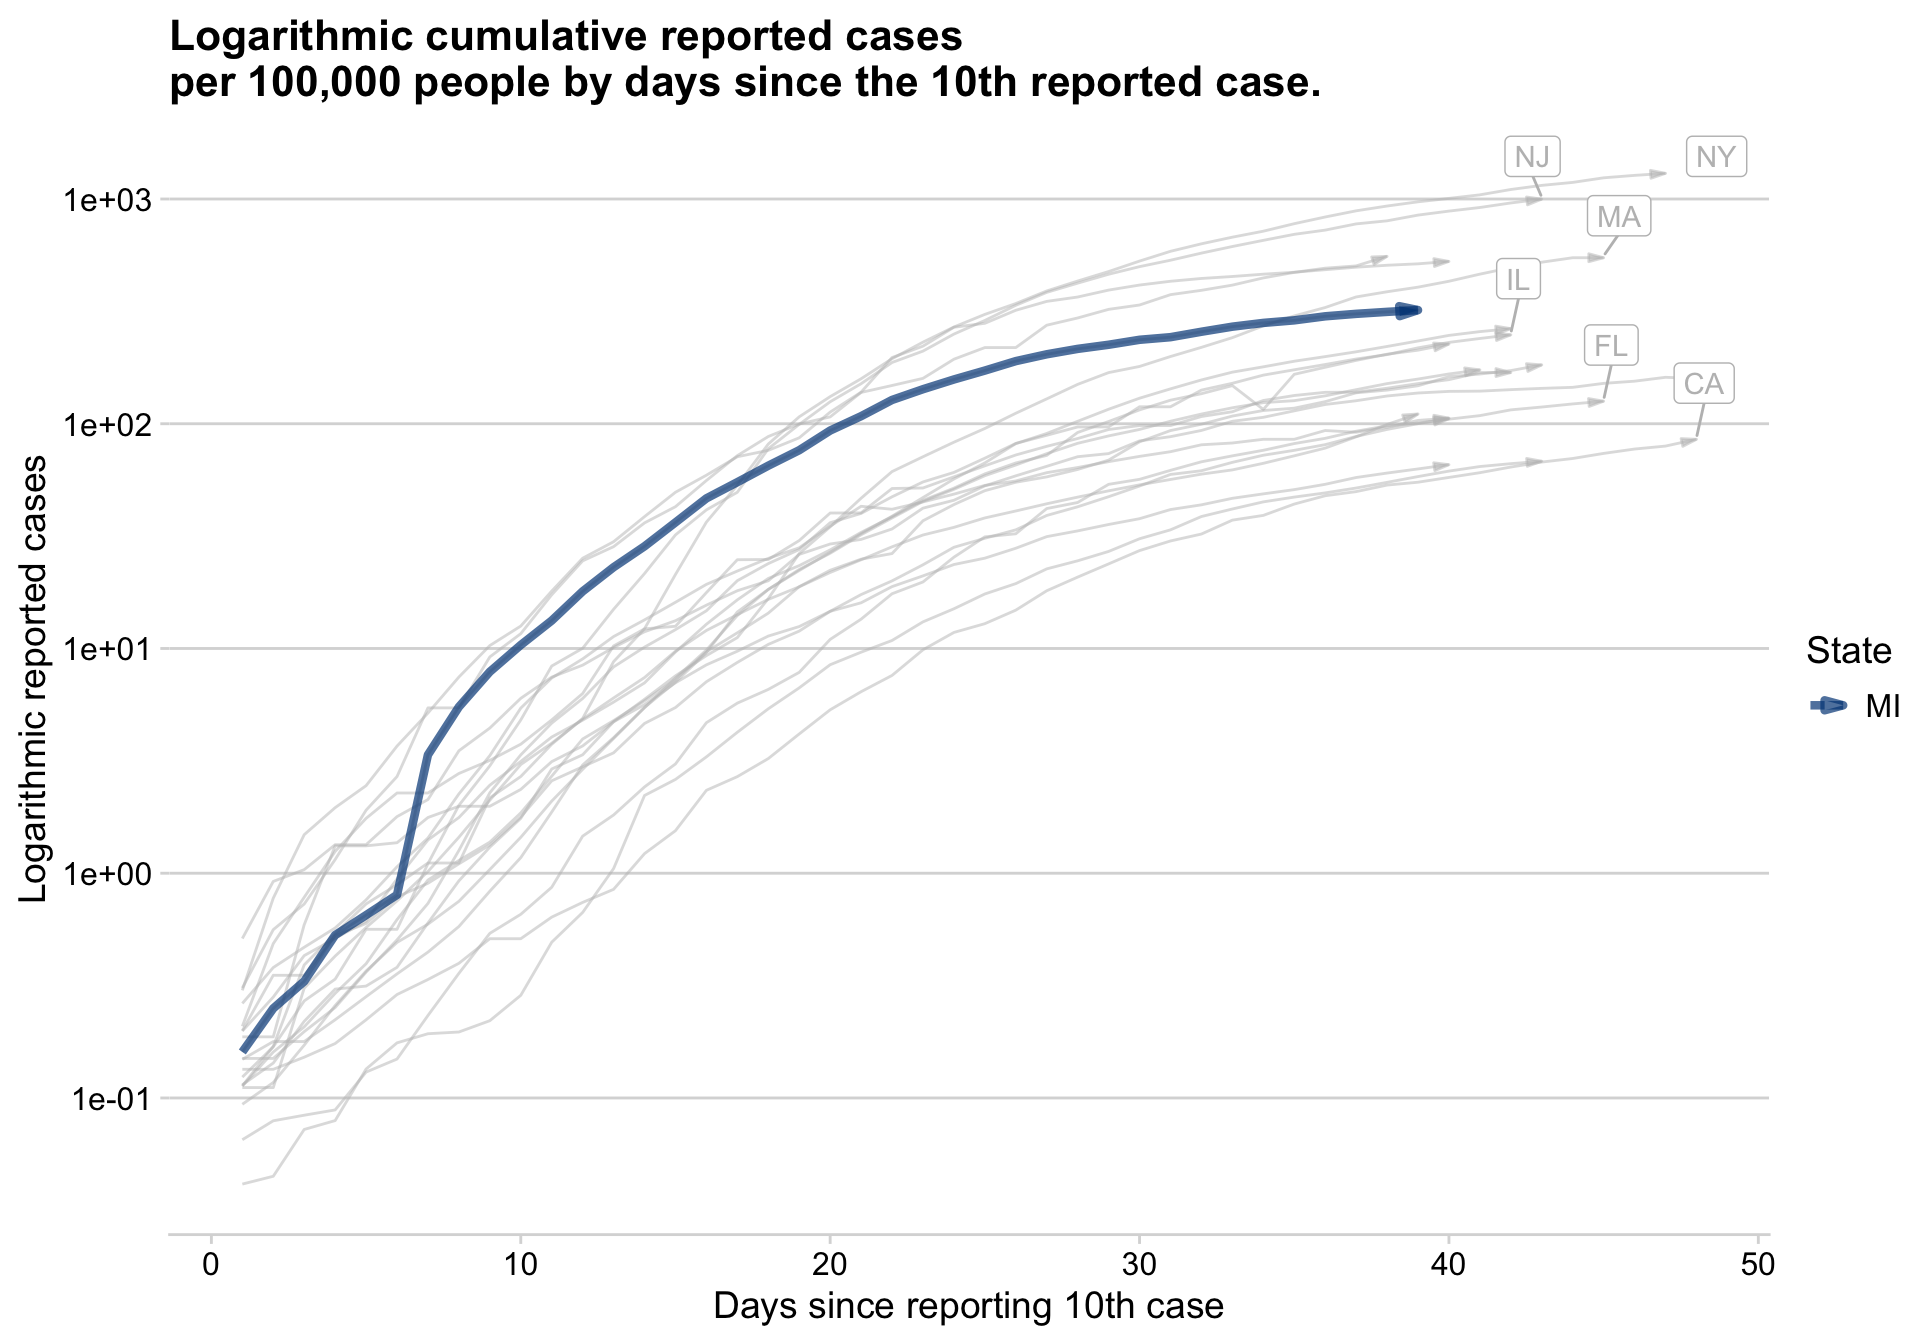 Logarithmic cumulative reported cases
per 100,000 people by days since the 10th reported case.
NJ
NY
1e+03
MA
IL
FL
CA
1e+02
Logarithmic reported cases
State
1e+01
MI
1e+00
1e-01
0 10 20 30 40 50
Days since reporting 10th case